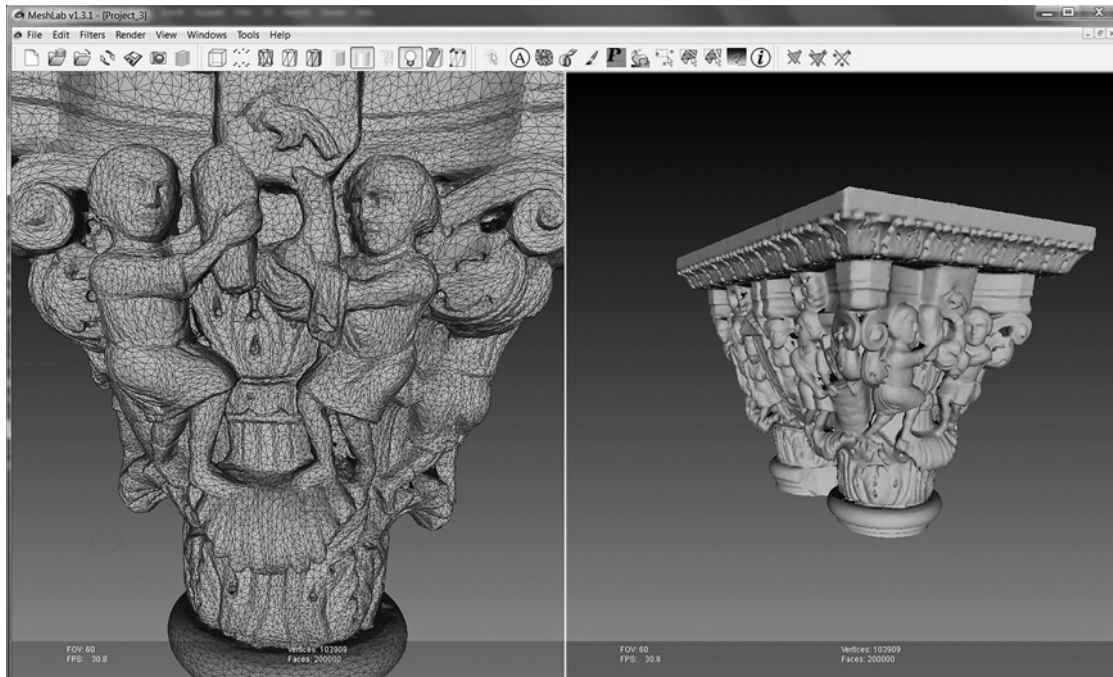 MeshLab v1.3.1 - [Project_3]
File Edit Filters Render View Windows Tools Help
A
P
i
FOV: 60
FPS: 30.8
Vertices: 103909
Faces: 200000
FOV: 60
FPS: 30.8
Vertices: 103909
Faces: 200000